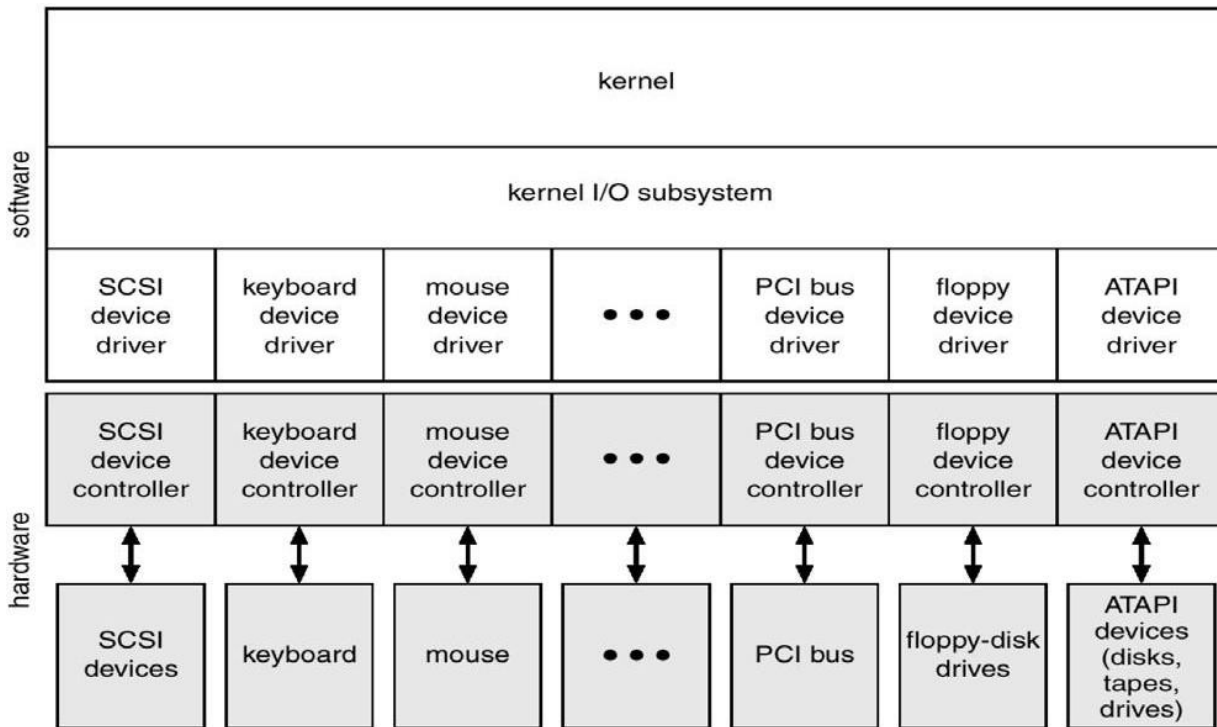 kernel
kernel I/O subsystem
software
SCSI
device
driver
keyboard
device
driver
mouse
device
driver
•••
PCI bus
device
driver
floppy
device
driver
ATAPI
device
driver
hardware
SCSI
device
controller
keyboard
device
controller
mouse
device
controller
•••
PCI bus
device
controller
floppy
device
controller
ATAPI
device
controller
SCSI
devices
keyboard
mouse
•••
PCI bus
floppy-disk
drives
ATAPI
devices
(disks,
tapes,
drives)